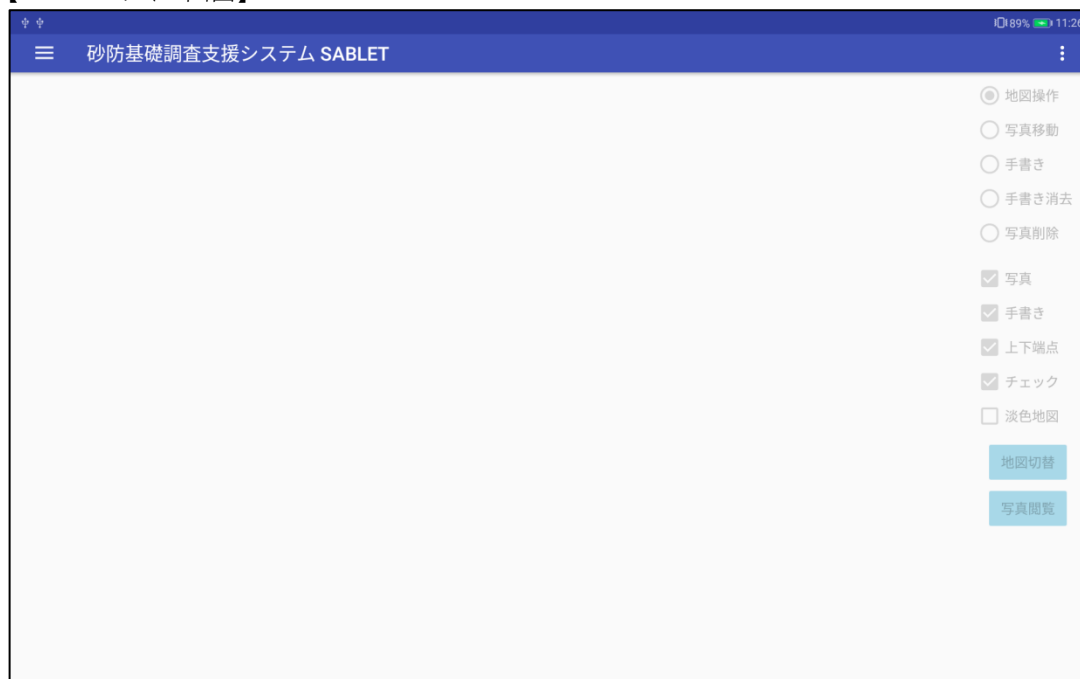 89% 11:26
砂防基礎調査支援システム SABLET
地図操作
写真移動
手書き
手書き消去
写真削除
写真
手書き
上下端点
チェック
淡色地図
地図切替
写真閲覧